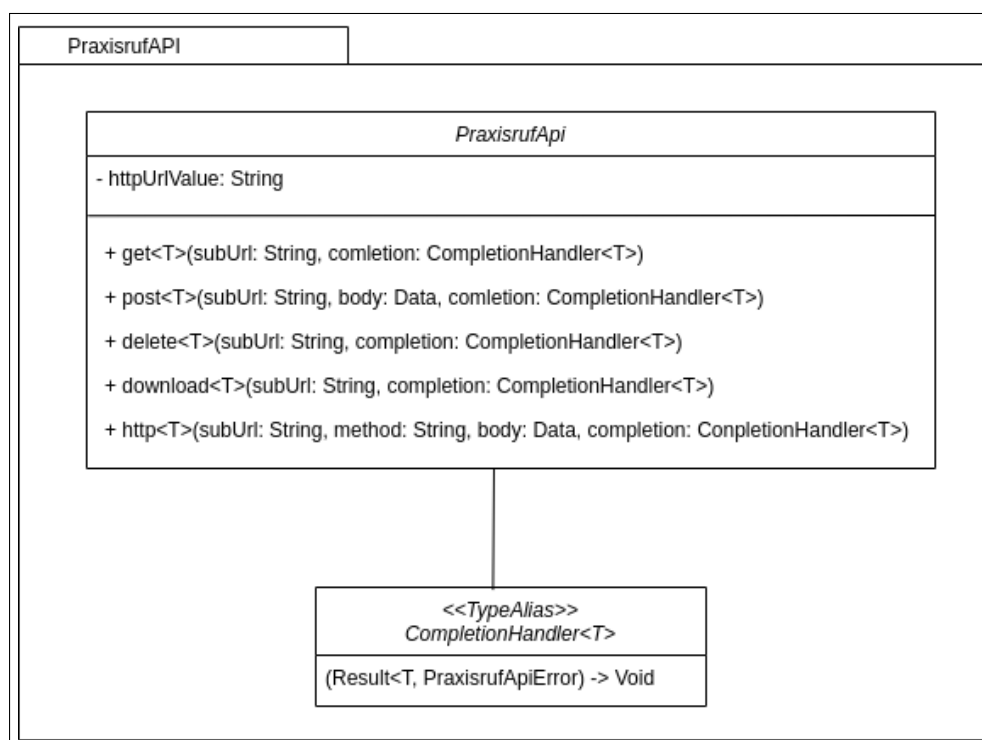 PraxisrufAPI
PraxisrufApi
- httpUrlValue: String
+ get<T>(subUrl: String, comletion: CompletionHandler<T>)
+ post<T>(subUrl: String, body: Data, comletion: CompletionHandler<T>)
+ delete<T>(subUrl: String, completion: CompletionHandler<T>)
+ download<T>(subUrl: String, completion: CompletionHandler<T>)
+ http<T>(subUrl: String, method: String, body: Data, completion: ConpletionHandler<T>)
<<TypeAlias>>
CompletionHandler<T>
(Result<T, PraxisrufApiError) -> Void